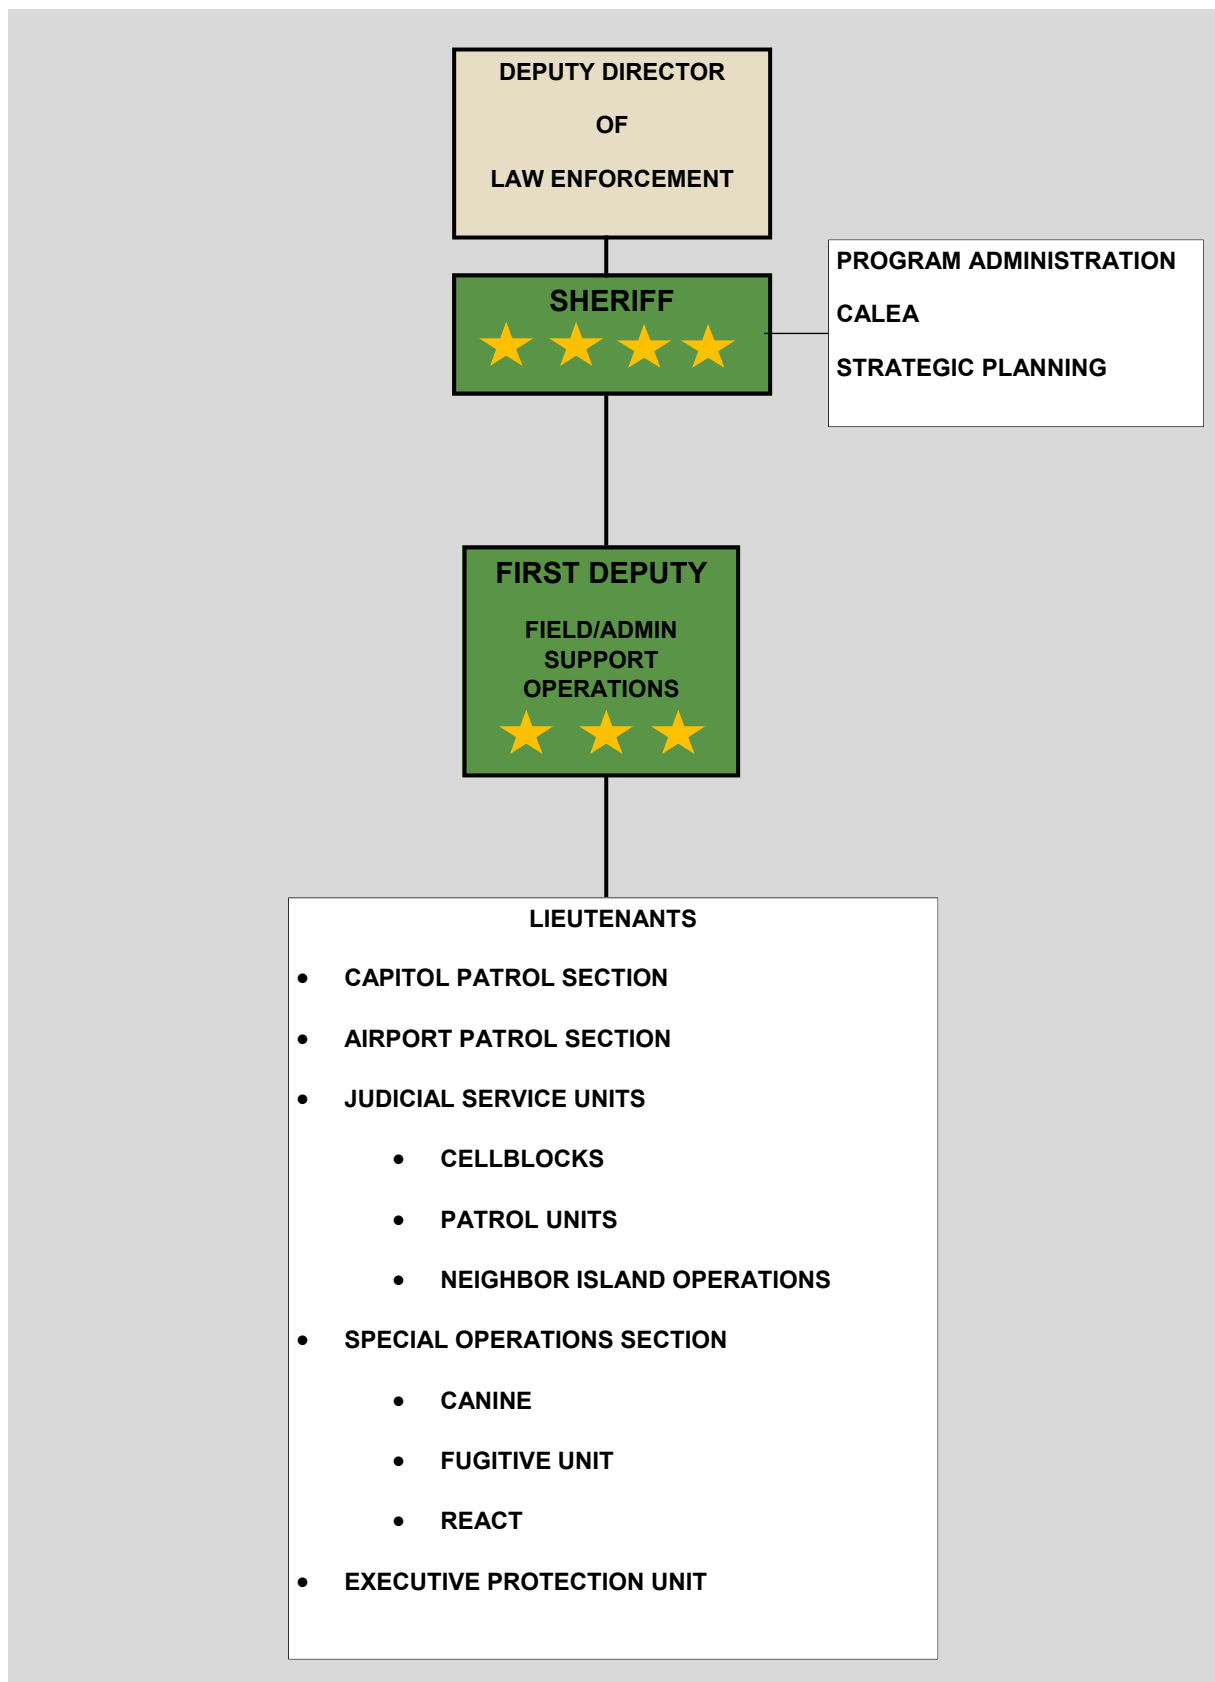 DEPUTY DIRECTOR
OF
LAW ENFORCEMENT
SHERIFF
PROGRAM ADMINISTRATION
CALEA
STRATEGIC PLANNING
FIRST DEPUTY
FIELD/ADMIN
SUPPORT
OPERATIONS
LIEUTENANTS
• CAPITOL PATROL SECTION
• AIRPORT PATROL SECTION
• JUDICIAL SERVICE UNITS
• CELLBLOCKS
• PATROL UNITS
• NEIGHBOR ISLAND OPERATIONS
• SPECIAL OPERATIONS SECTION
• CANINE
• FUGITIVE UNIT
• REACT
• EXECUTIVE PROTECTION UNIT